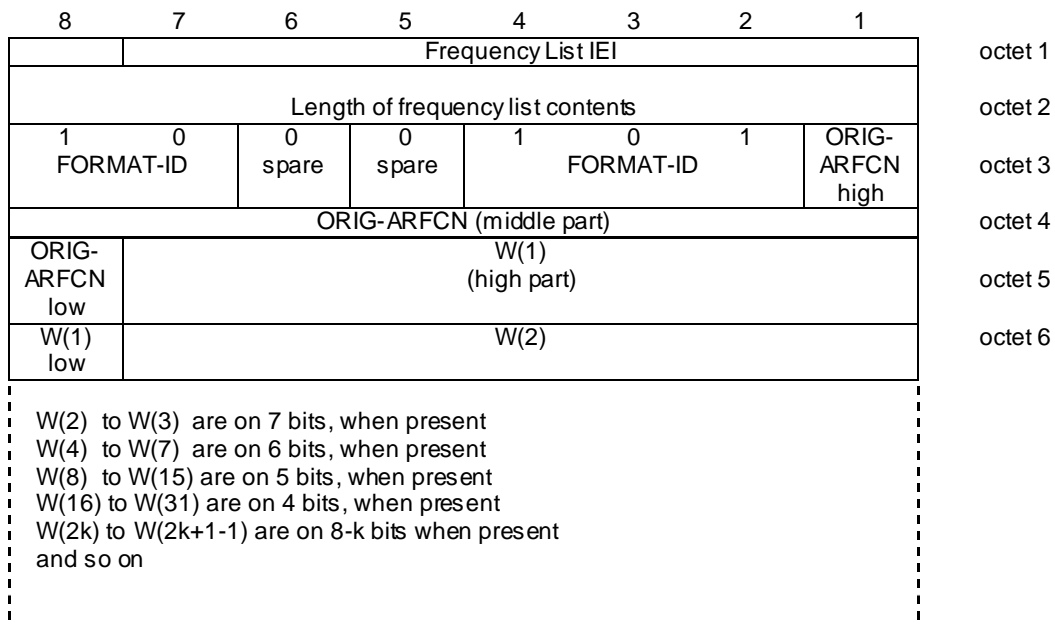 8 7 6 5 4 3 2 1
Frequency List IEI octet 1
Length of frequency list contents octet 2
1 0 0 0 1 0 1 ORIG-
FORMAT-ID spare spare FORMAT-ID ARFCN octet 3
high
ORIG-ARFCN (middle part) octet 4
ORIG- W(1)
ARFCN (high part) octet 5
low
W(1) W(2) octet 6
low
W(2) to W(3) are on 7 bits, when present
W(4) to W(7) are on 6 bits, when present
W(8) to W(15) are on 5 bits, when present
W(16) to W(31) are on 4 bits, when present
W(2k) to W(2k+1-1) are on 8-k bits when present
and so on